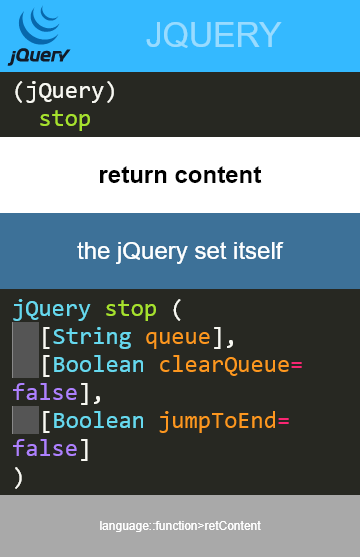 jQuery
JQUERY
(jQuery)
stop
return content
the jQuery set itself
jQuery stop (
[String queue],
[Boolean clearQueue=
false],
[Boolean jumpToEnd=
false]
)
language::function>retContent